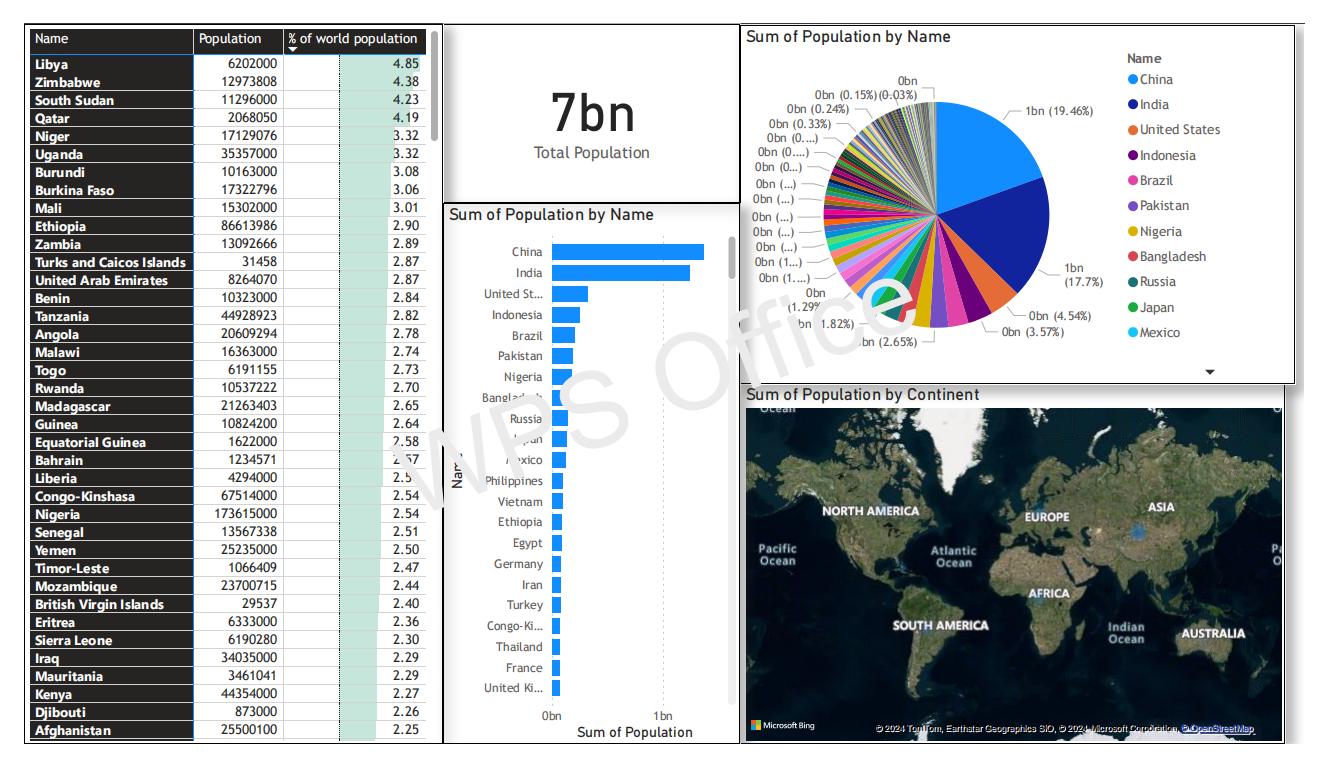 Name Population % of world population
Libya 6202000 4.85
Zimbabwe 12973808 4.38
South Sudan 11296000 4.23
Qatar 2068050 4.19
Niger 17129076 3.32
Uganda 35357000 3.32
Burundi 10163000 3.08
Burkina Faso 17322796 3.06
Mali 15302000 3.01
Ethiopia 86613986 2.90
Zambia 13092666 2.89
Turks and Caicos Islands 31458 2.87
United Arab Emirates 8264070 2.87
Benin 10323000 2.84
Tanzania 44928923 2.82
Angola 20609294 2.78
Malawi 16363000 2.74
Togo 6191155 2.73
Rwanda 10537222 2.70
Madagascar 21263403 2.65
Guinea 10824200 2.64
Equatorial Guinea 1622000 2.58
Bahrain 1234571 2.57
Liberia 4294000
Congo-Kinshasa 67514000 2.54
Nigeria 173615000 2.54
Senegal 13567338 2.51
Yemen 25235000 2.50
Timor-Leste 1066409 2.47
Mozambique 23700715 2.44
British Virgin Islands 29537 2.40
Eritrea 6333000 2.36
Sierra Leone 6190280 2.30
Iraq 34035000 2.29
Mauritania 3461041 2.29
Kenya 44354000 2.27
Djibouti 873000 2.26
Afghanistan 25500100 2.25
7bn
Total Population
Sum of Population by Name
China
India
United St...
Indonesia
Brazil
Pakistan
Nigeria
Bangladesh
Russia
Japan
Mexico
Philippines
Vietnam
Ethiopia
Egypt
Germany
Iran
Turkey
Congo-Ki...
Thailand
France
United Ki...
Name
0bn 1bn
Sum of Population
Sum of Population by Name
0bn
0bn (0.15%) (0.03%)
0bn (0.24%)
0bn (0.33%)
0bn (0....)
0bn (0....)
0bn (0...)
0bn (...)
0bn (...)
0bn (...)
0bn (...)
0bn (1...)
0bn (1....)
0bn
(1.29%)
0bn (2.65%)
0bn (3.57%)
0bn (4.54%)
1bn
(17.7%)
1bn (19.46%)
Name
China
India
United States
Indonesia
Brazil
Pakistan
Nigeria
Bangladesh
Russia
Japan
Mexico
Sum of Population by Continent
Ocean
NORTH AMERICA
EUROPE
ASIA
Pacific
Ocean
Atlantic
Ocean
AFRICA
SOUTH AMERICA
Indian
Ocean
AUSTRALIA
Microsoft Bing
© 2024 TomTom, Earthstar Geographics SIO, © 2024 Microsoft Corporation, © OpenStreetMap
WPS Office